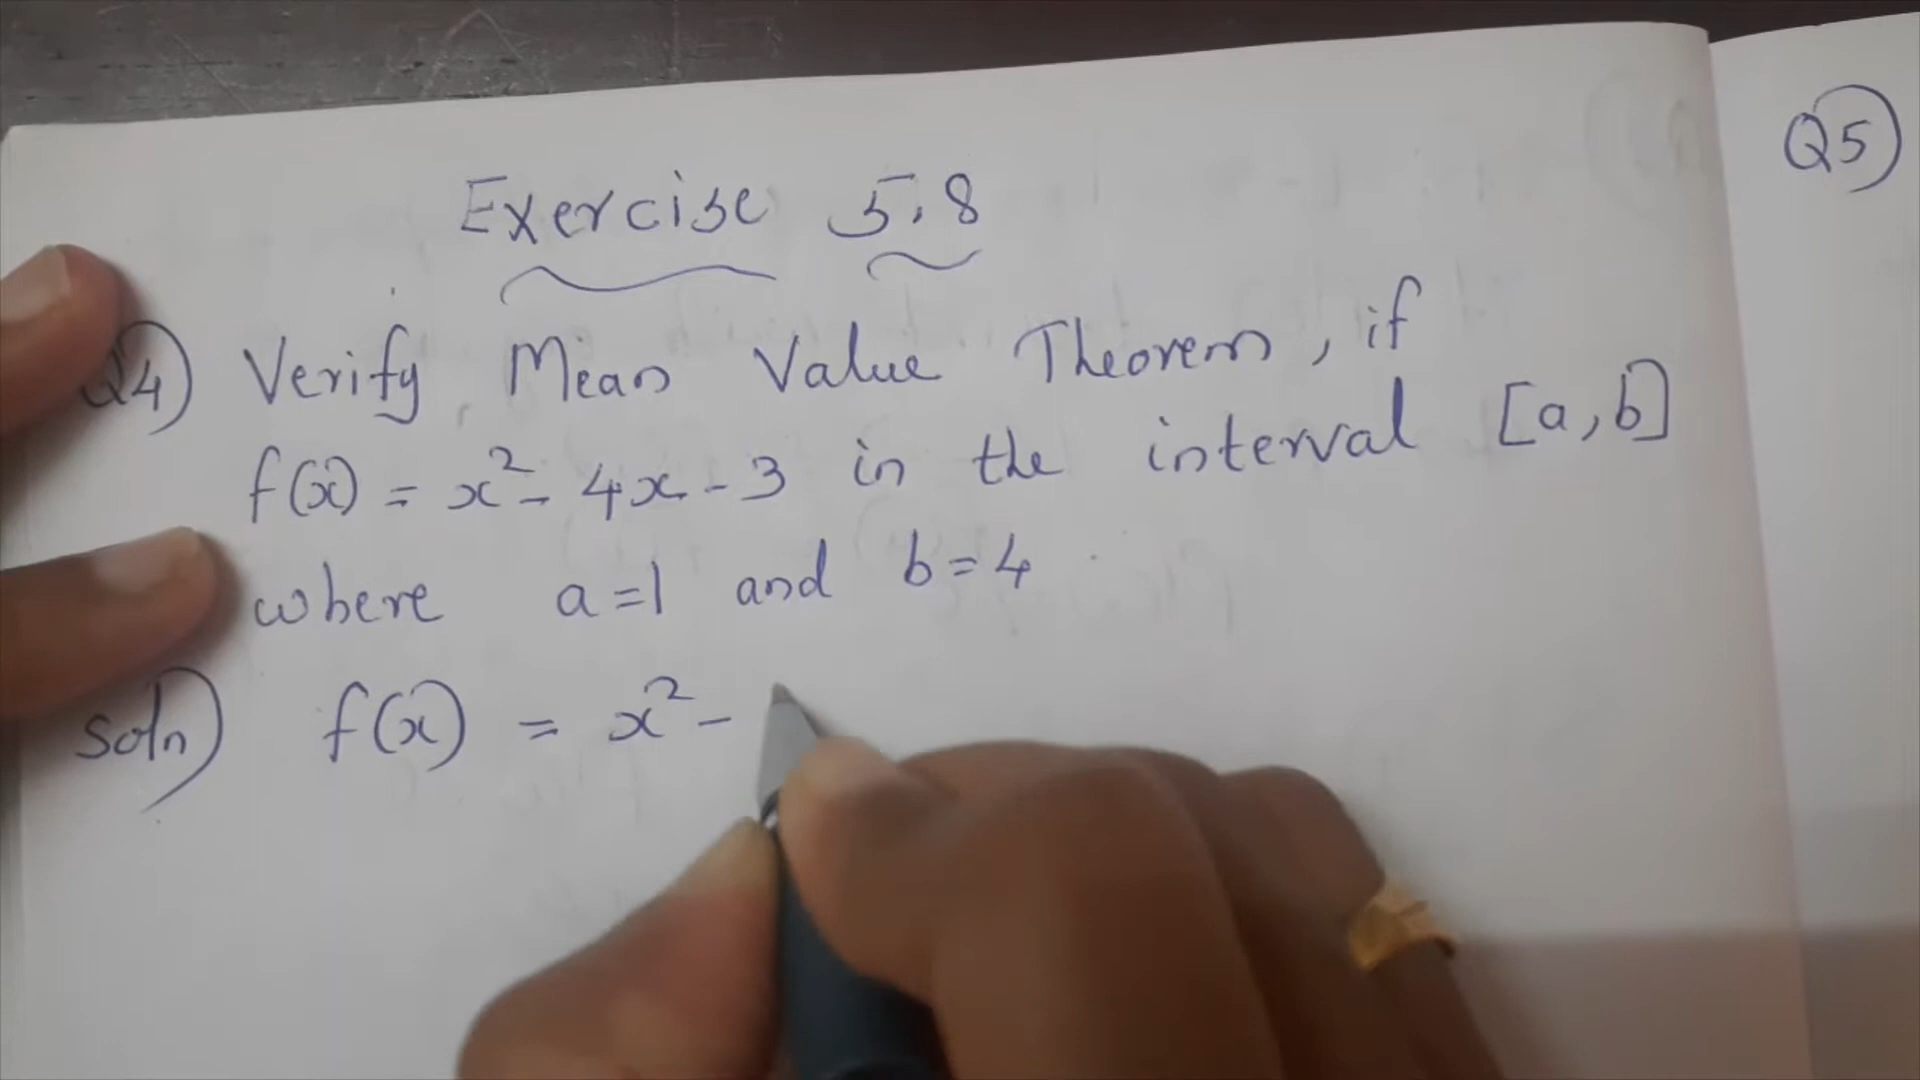 Exercise 5.8
Q4) Verify Mean Value Theorem, if
f(x) = x² - 4x - 3 in the interval [a, b]
where a = 1 and b = 4
Soln) f(x) = x² -
Q5)